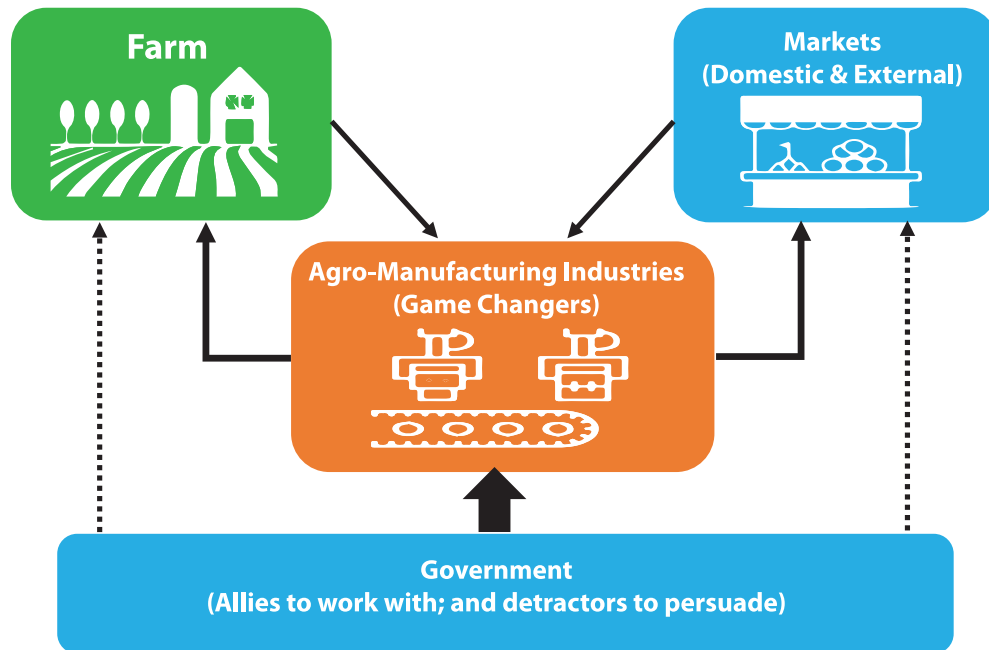 Farm
Markets
(Domestic & External)
Agro-Manufacturing Industries
(Game Changers)
Government
(Allies to work with; and detractors to persuade)